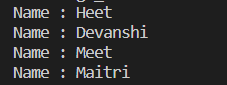 Name : Heet
Name : Devanshi
Name : Meet
Name : Maitri